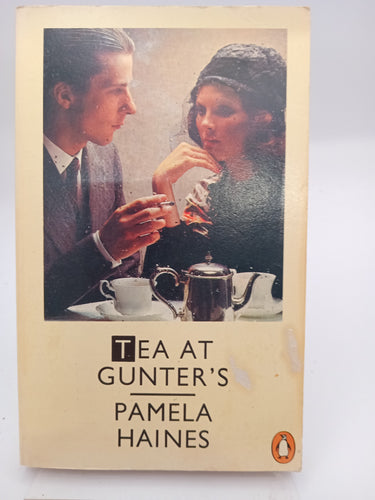 TEA AT
GUNTER'S
PAMELA
HAINES